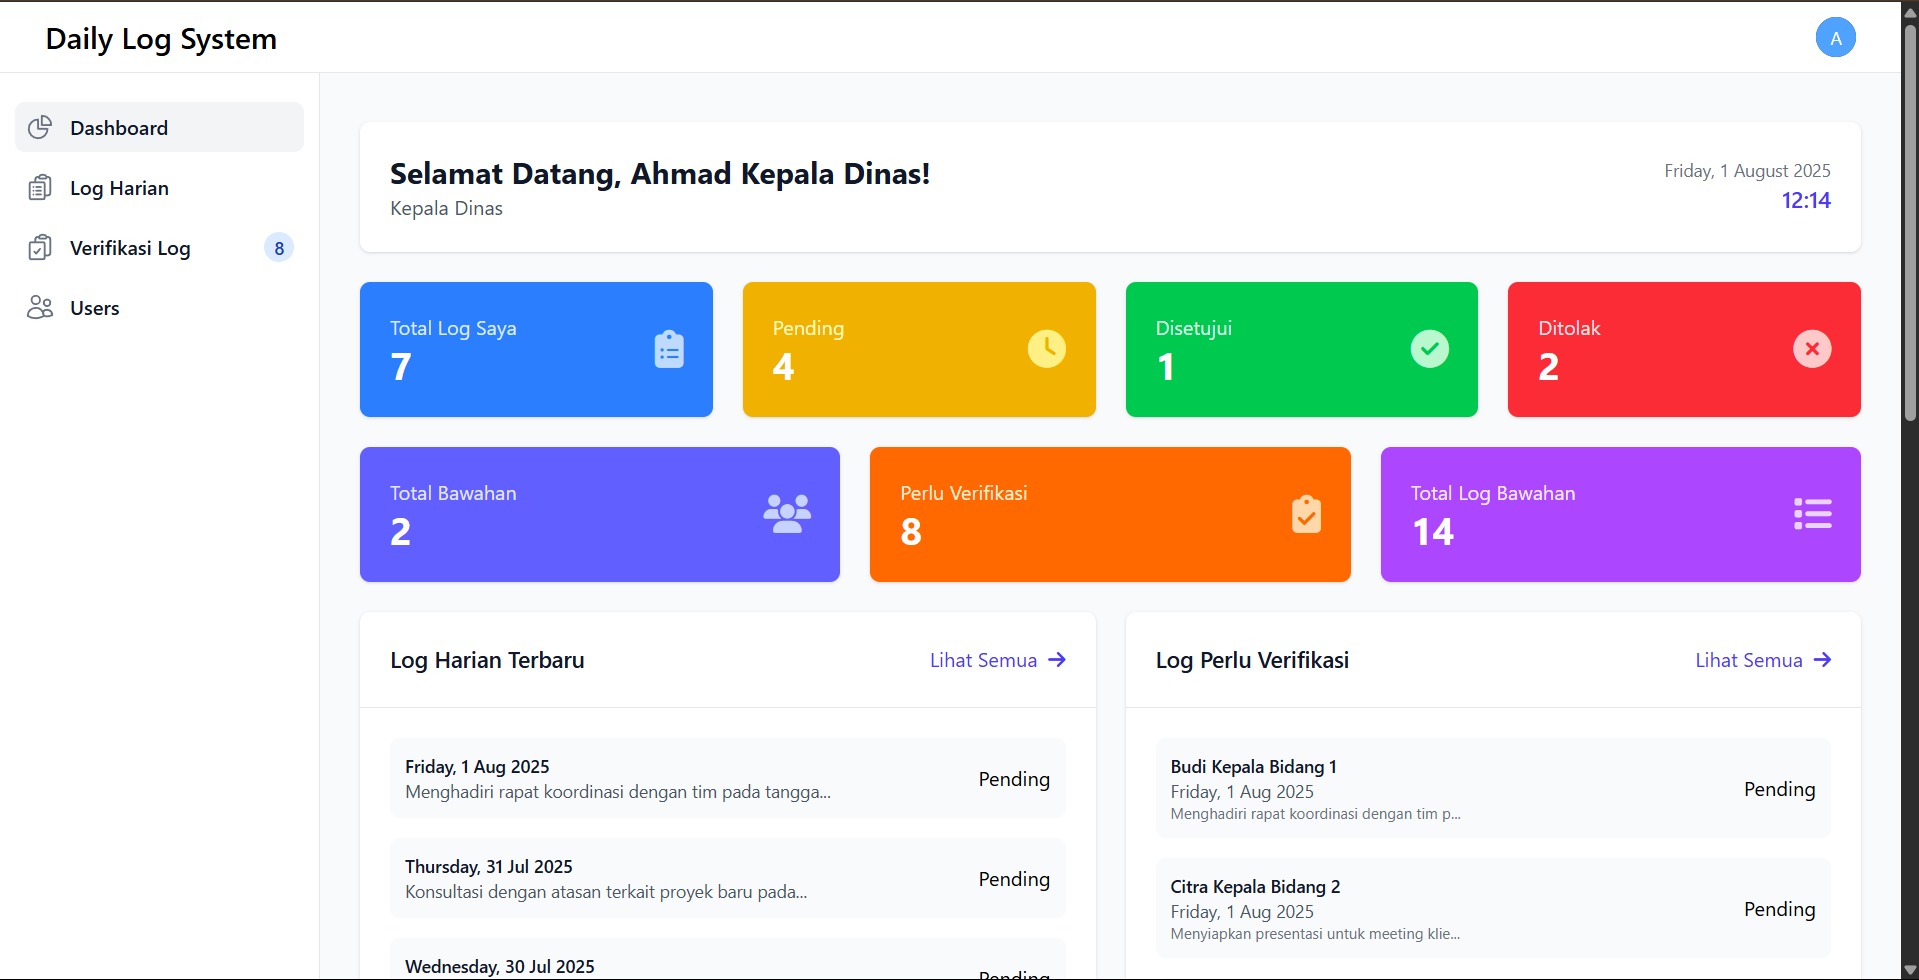 Daily Log System
A
Dashboard
Log Harian
Verifikasi Log 8
Users
Selamat Datang, Ahmad Kepala Dinas!
Kepala Dinas
Friday, 1 August 2025
12:14
Total Log Saya
7
Pending
4
Disetujui
1
Ditolak
2
Total Bawahan
2
Perlu Verifikasi
8
Total Log Bawahan
14
Log Harian Terbaru
Lihat Semua
Friday, 1 Aug 2025
Menghadiri rapat koordinasi dengan tim pada tangga...
Pending
Thursday, 31 Jul 2025
Konsultasi dengan atasan terkait proyek baru pada...
Pending
Wednesday, 30 Jul 2025
Pending
Log Perlu Verifikasi
Lihat Semua
Budi Kepala Bidang 1
Friday, 1 Aug 2025
Menghadiri rapat koordinasi dengan tim p...
Pending
Citra Kepala Bidang 2
Friday, 1 Aug 2025
Menyiapkan presentasi untuk meeting klie...
Pending